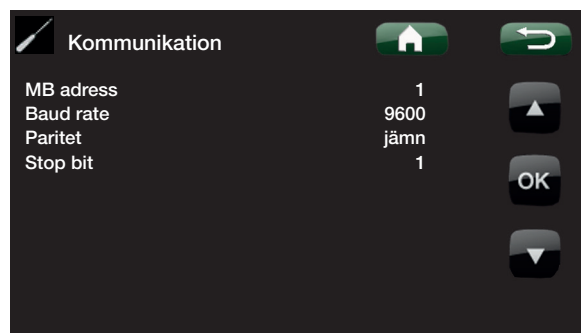 Kommunikation
MB adress 1
Baud rate 9600
Paritet jämn
Stop bit 1
OK